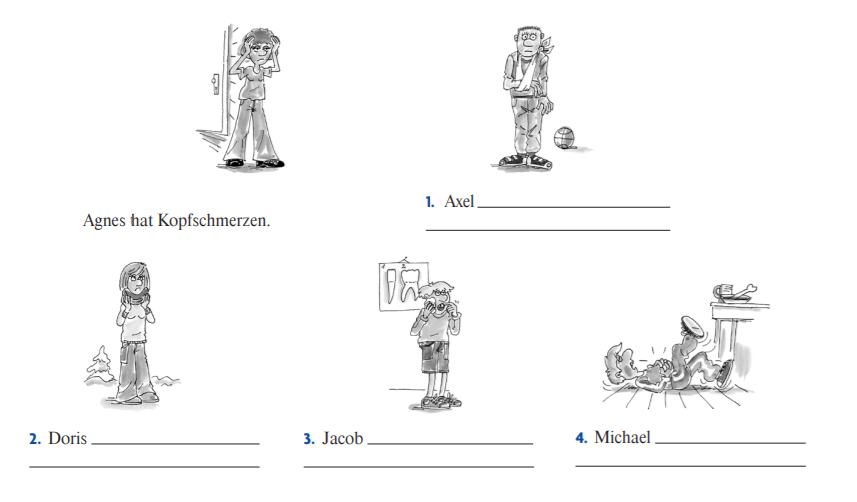 Agnes hat Kopfschmerzen.
1. Axel
2. Doris
3. Jacob
4. Michael